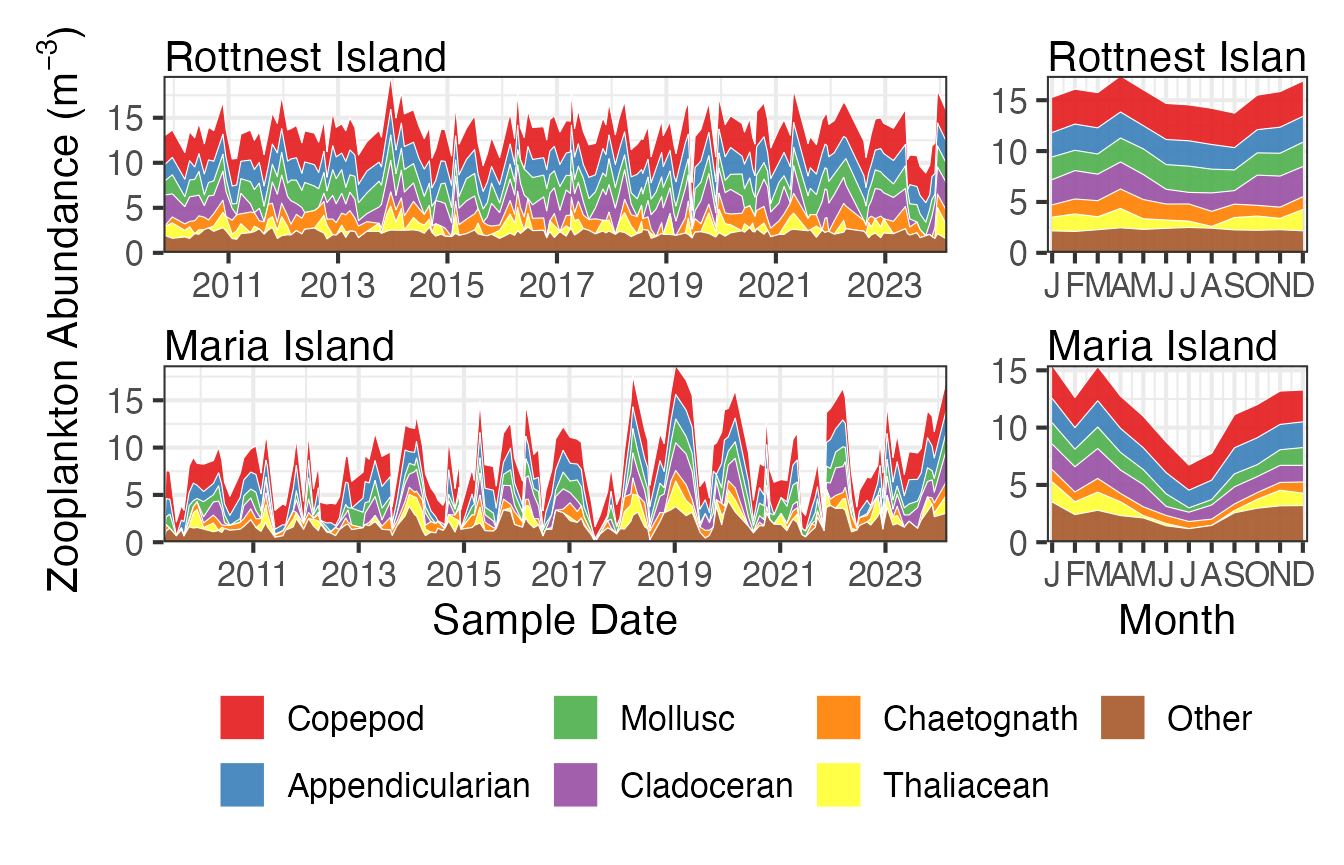 Zooplankton Abundance (m⁻³)
Rottnest Island
15
10
5
0
2011 2013 2015 2017 2019 2021 2023
Rottnest Islan
15
10
5
0
J F M A M J J A S O N D
Maria Island
15
10
5
0
2011 2013 2015 2017 2019 2021 2023
Sample Date
Maria Island
15
10
5
0
J F M A M J J A S O N D
Month
Copepod Mollusc Chaetognath Other
Appendicularian Cladoceran Thaliacean